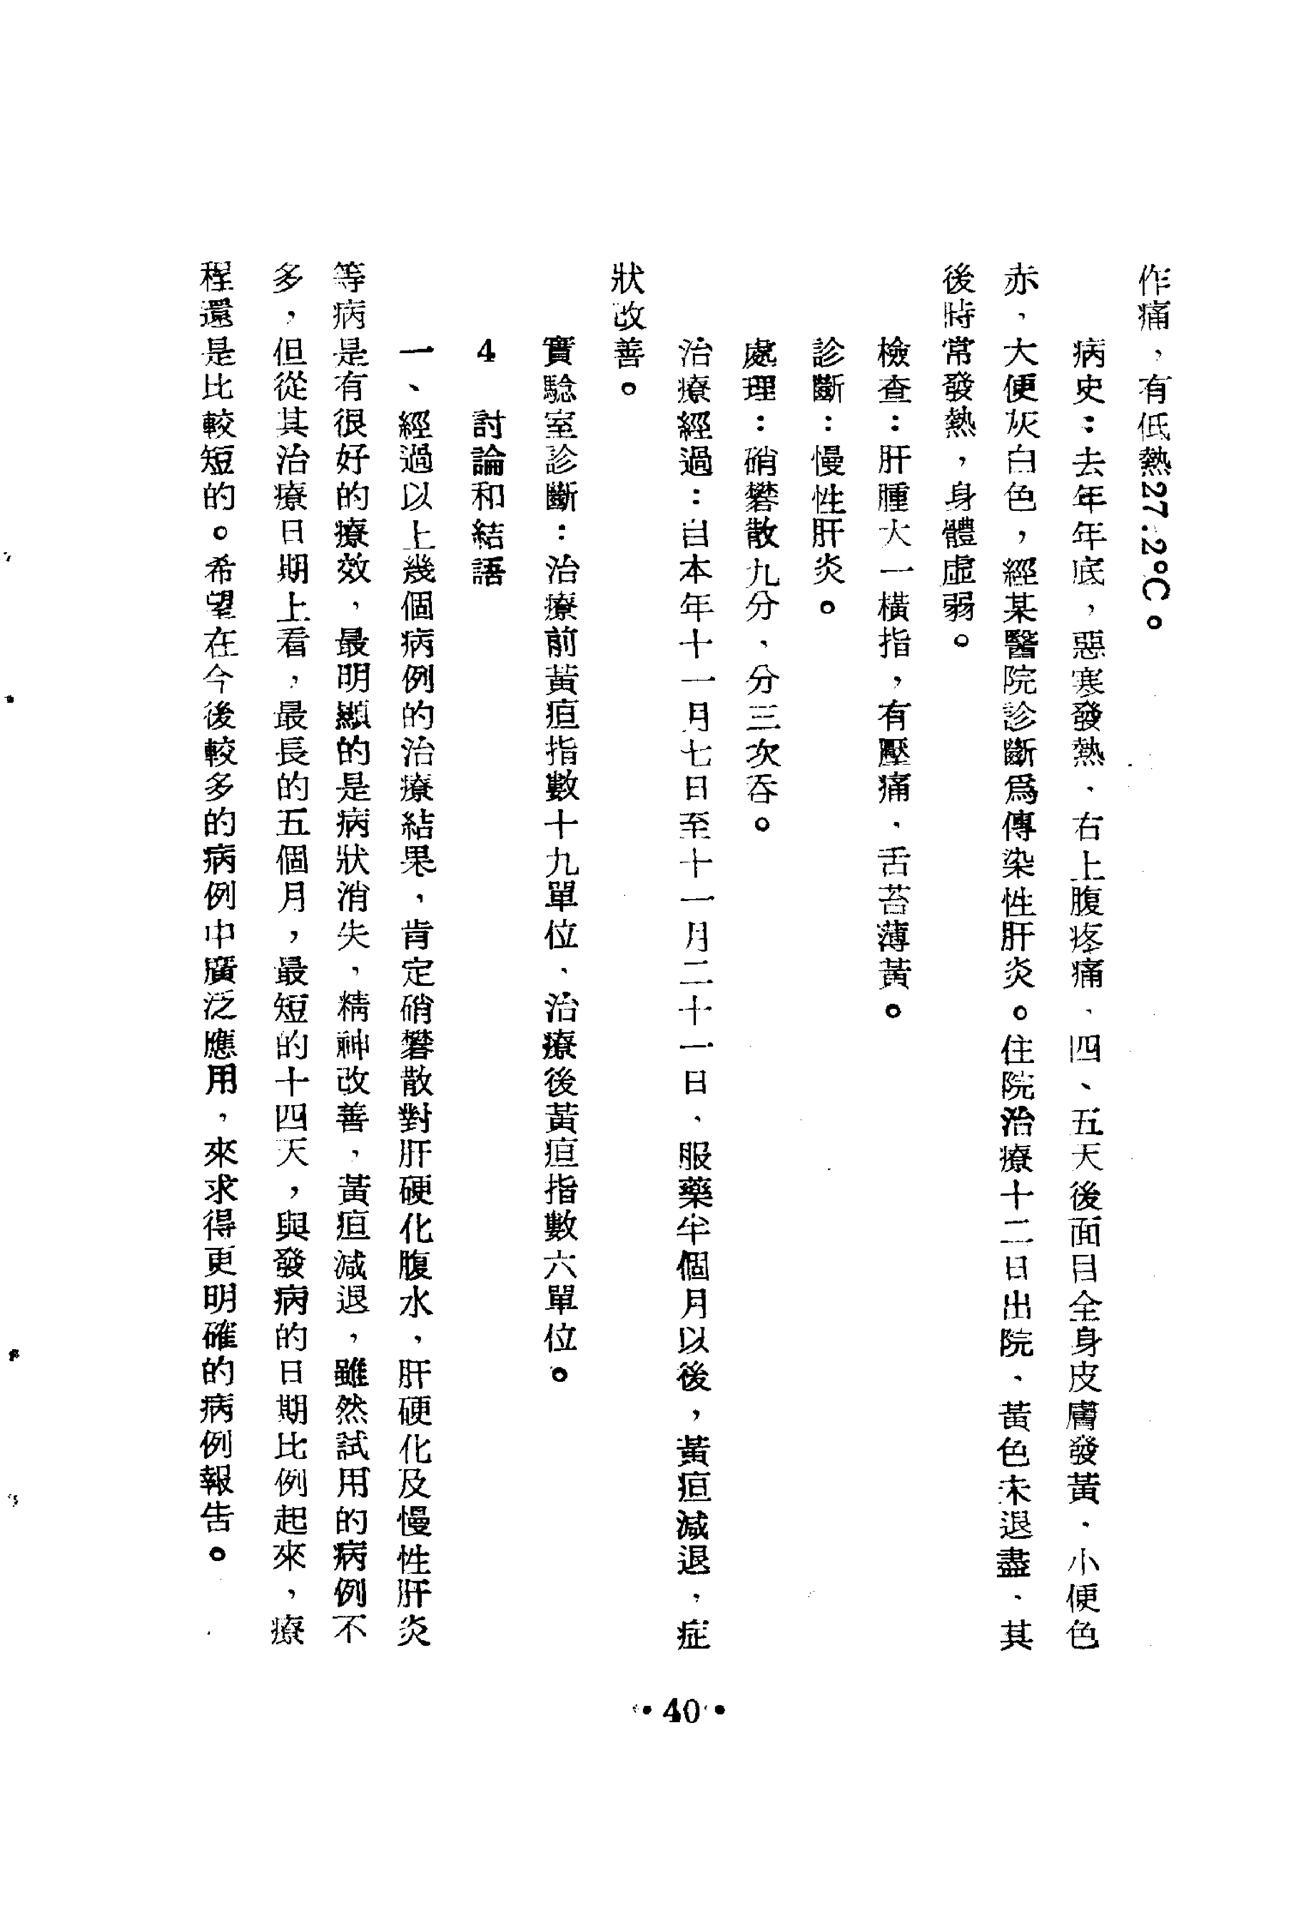 作痛，有低熱27.2°C。
病史：去年年底，惡寒發熱、右上腹疼痛、四、五天後面目全身皮膚發黃、小便色
赤、大便灰白色，經某醫院診斷爲傳染性肝炎。住院治療十二日出院、黃色未退盡、其
後時常發熱，身體虛弱。
檢查：肝腫大一橫指，有壓痛、舌苔薄黃。
診斷：慢性肝炎。
處理：硝礬散九分、分三次吞。
治療經過：自本年十一月七日至十一月二十一日、服藥半個月以後，黃疸減退，症
狀改善。
實驗室診斷：治療前黃疸指數十九單位、治療後黃疸指數六單位。
4　討論和結語
一、經過以上幾個病例的治療結果，肯定硝礬散對肝硬化腹水，肝硬化及慢性肝炎
等病是有很好的療效，最明顯的是病狀消失，精神改善，黃疸減退，雖然試用的病例不
多，但從其治療日期上看，最長的五個月，最短的十四天，與發病的日期比例起來，療
程還是比較短的。希望在今後較多的病例中廣泛應用，來求得更明確的病例報告。
·40·